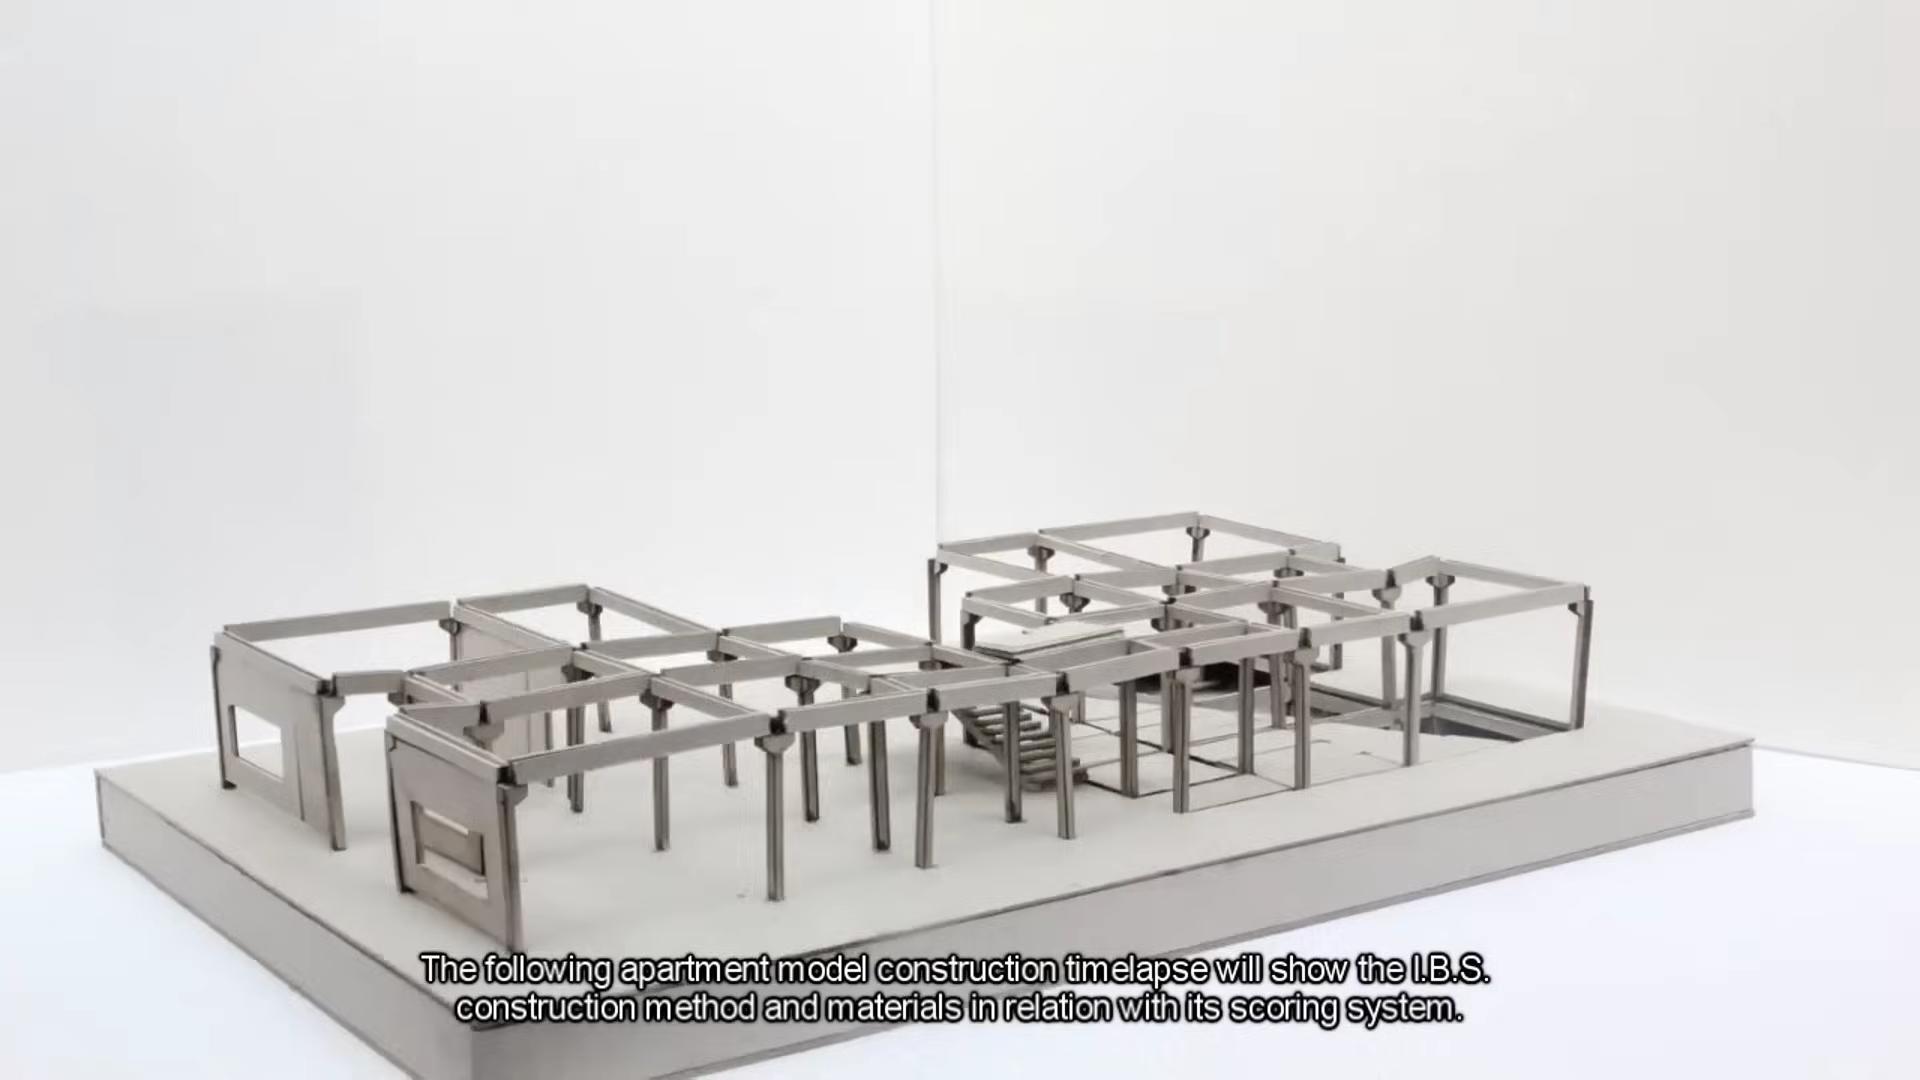 The following apartment model construction timelapse will show the I.B.S.
construction method and materials in relation with its scoring system.